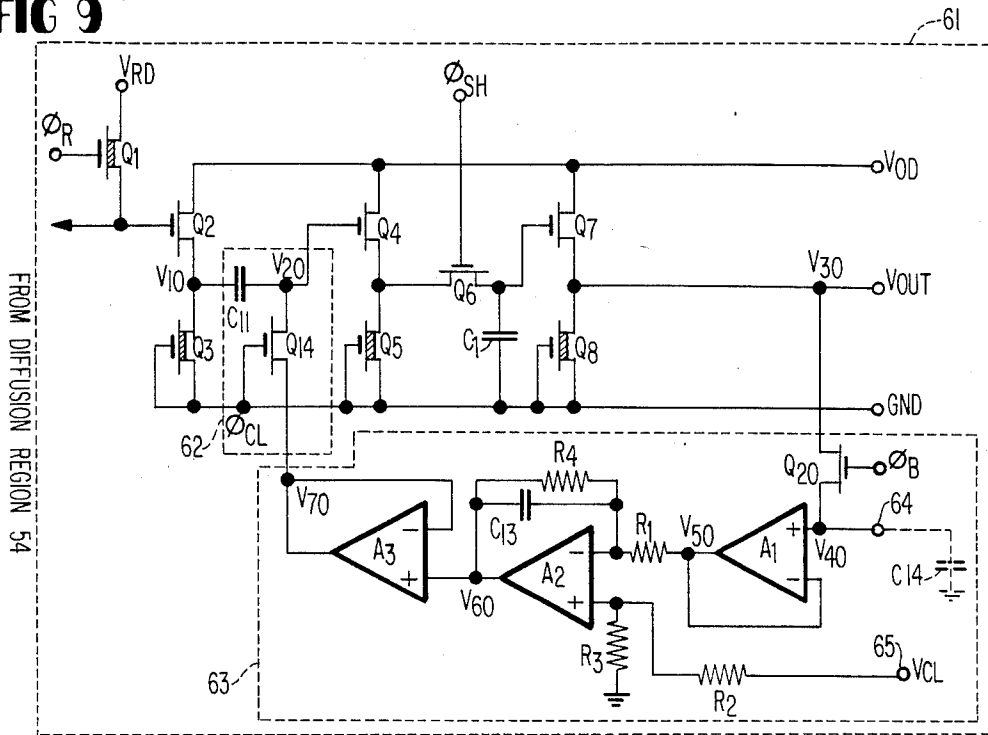 FIG 9
61
VRD
ØR
Q1
ØSH
VOD
Q2
Q4
Q7
V10
V20
V30
VOUT
C11
Q6
Q3
Q14
Q5
C1
Q8
GND
62
ØCL
FROM DIFFUSION REGION 54
R4
Q20
ØB
V70
64
C13
R1
V50
+
A1
V40
-
C14
-
A3
+
-
A2
+
V60
R3
65
VCL
63
R2